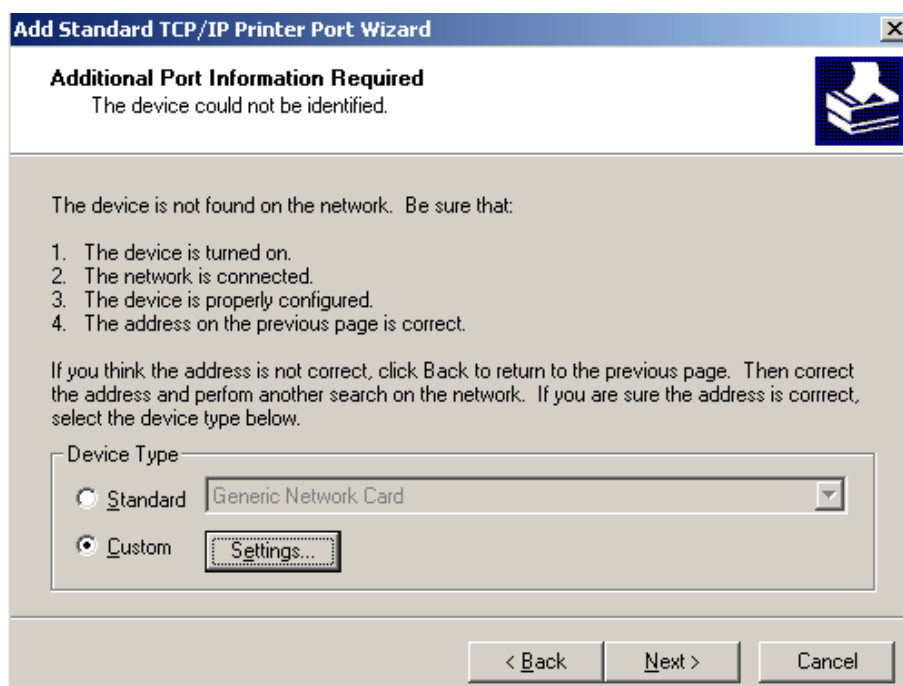 Add Standard TCP/IP Printer Port Wizard
Additional Port Information Required
The device could not be identified.
The device is not found on the network. Be sure that:
1. The device is turned on.
2. The network is connected.
3. The device is properly configured.
4. The address on the previous page is correct.
If you think the address is not correct, click Back to return to the previous page. Then correct
the address and perfom another search on the network. If you are sure the address is corrrect,
select the device type below.
Device Type
Standard Generic Network Card
Custom Settings...
< Back Next > Cancel